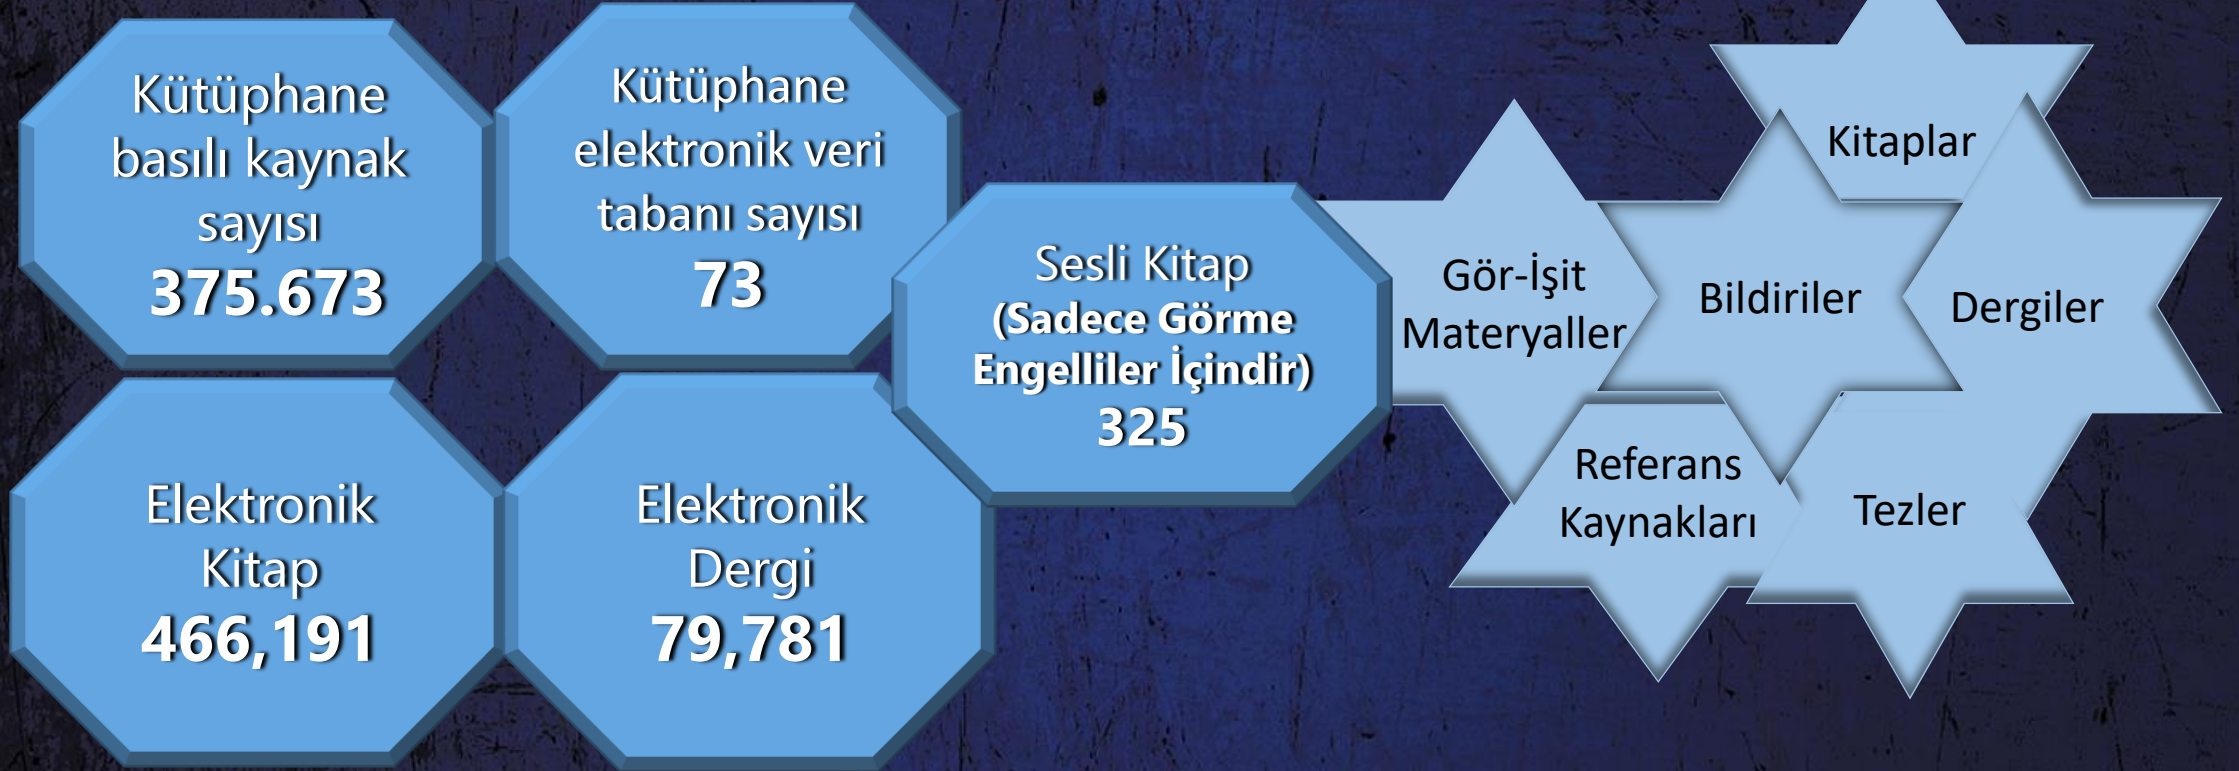 Kütüphane
basılı kaynak
sayısı
375.673
Kütüphane
elektronik veri
tabanı sayısı
73
Sesli Kitap
(Sadece Görme
Engelliler İçindir)
325
Elektronik
Kitap
466,191
Elektronik
Dergi
79,781
Kitaplar
Gör-İşit
Materyaller
Bildiriler
Dergiler
Referans
Kaynakları
Tezler